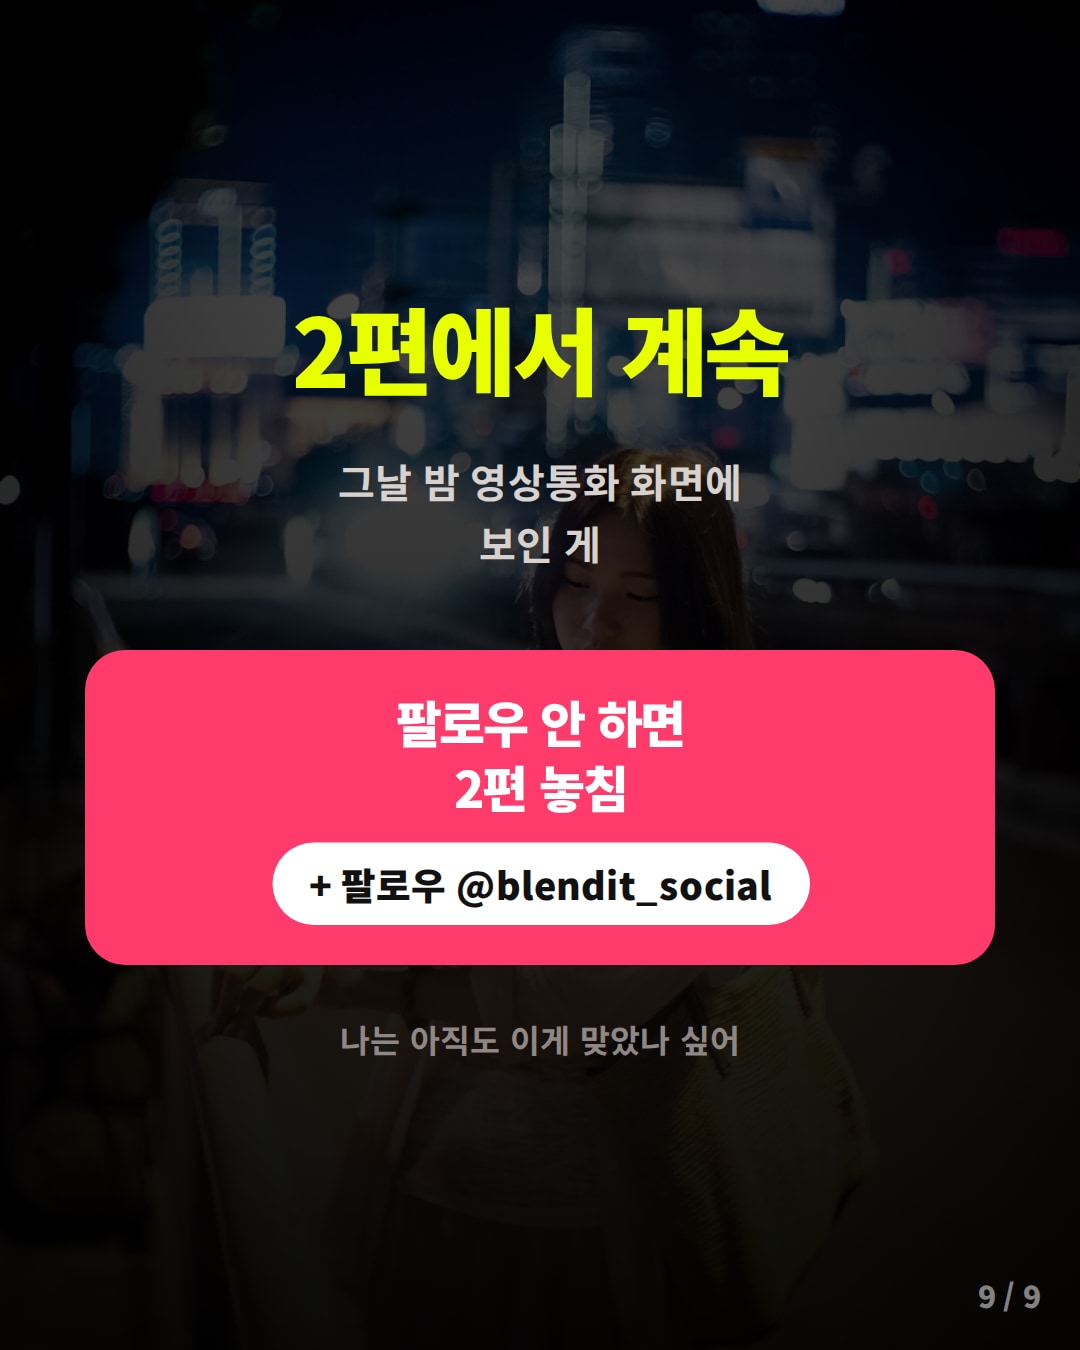 2편에서 계속
그날 밤 영상통화 화면에
보인 게
팔로우 안 하면
2편 놓침
+ 팔로우 @blendit_social
나는 아직도 이게 맞았나 싶어
9 / 9